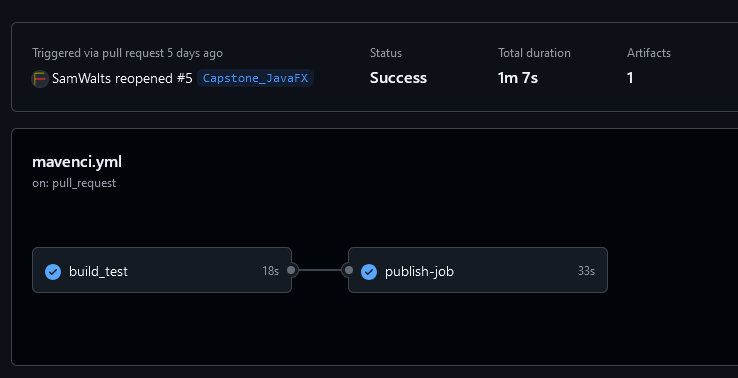 Triggered via pull request 5 days ago
SamWalts reopened #5 Capstone_JavaFX
Status
Success
Total duration
1m 7s
Artifacts
1
mavenci.yml
on: pull_request
build_test 18s
publish-job 33s